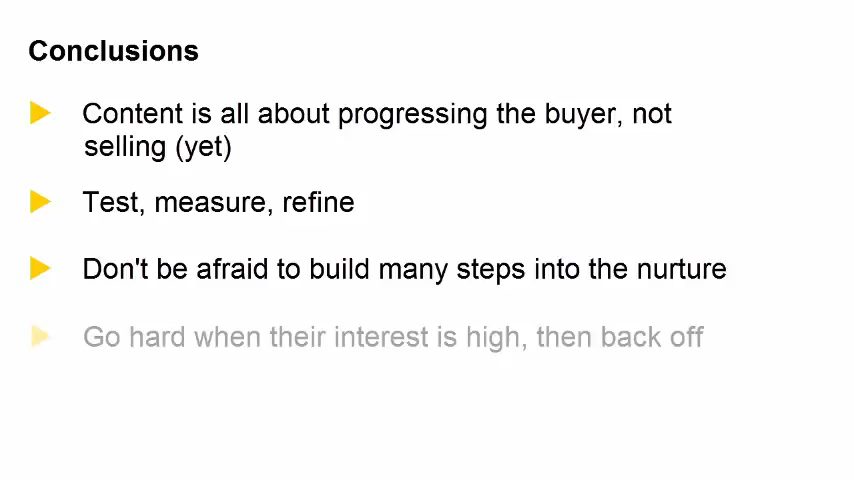 Conclusions
Content is all about progressing the buyer, not
selling (yet)
Test, measure, refine
Don't be afraid to build many steps into the nurture
Go hard when their interest is high, then back off